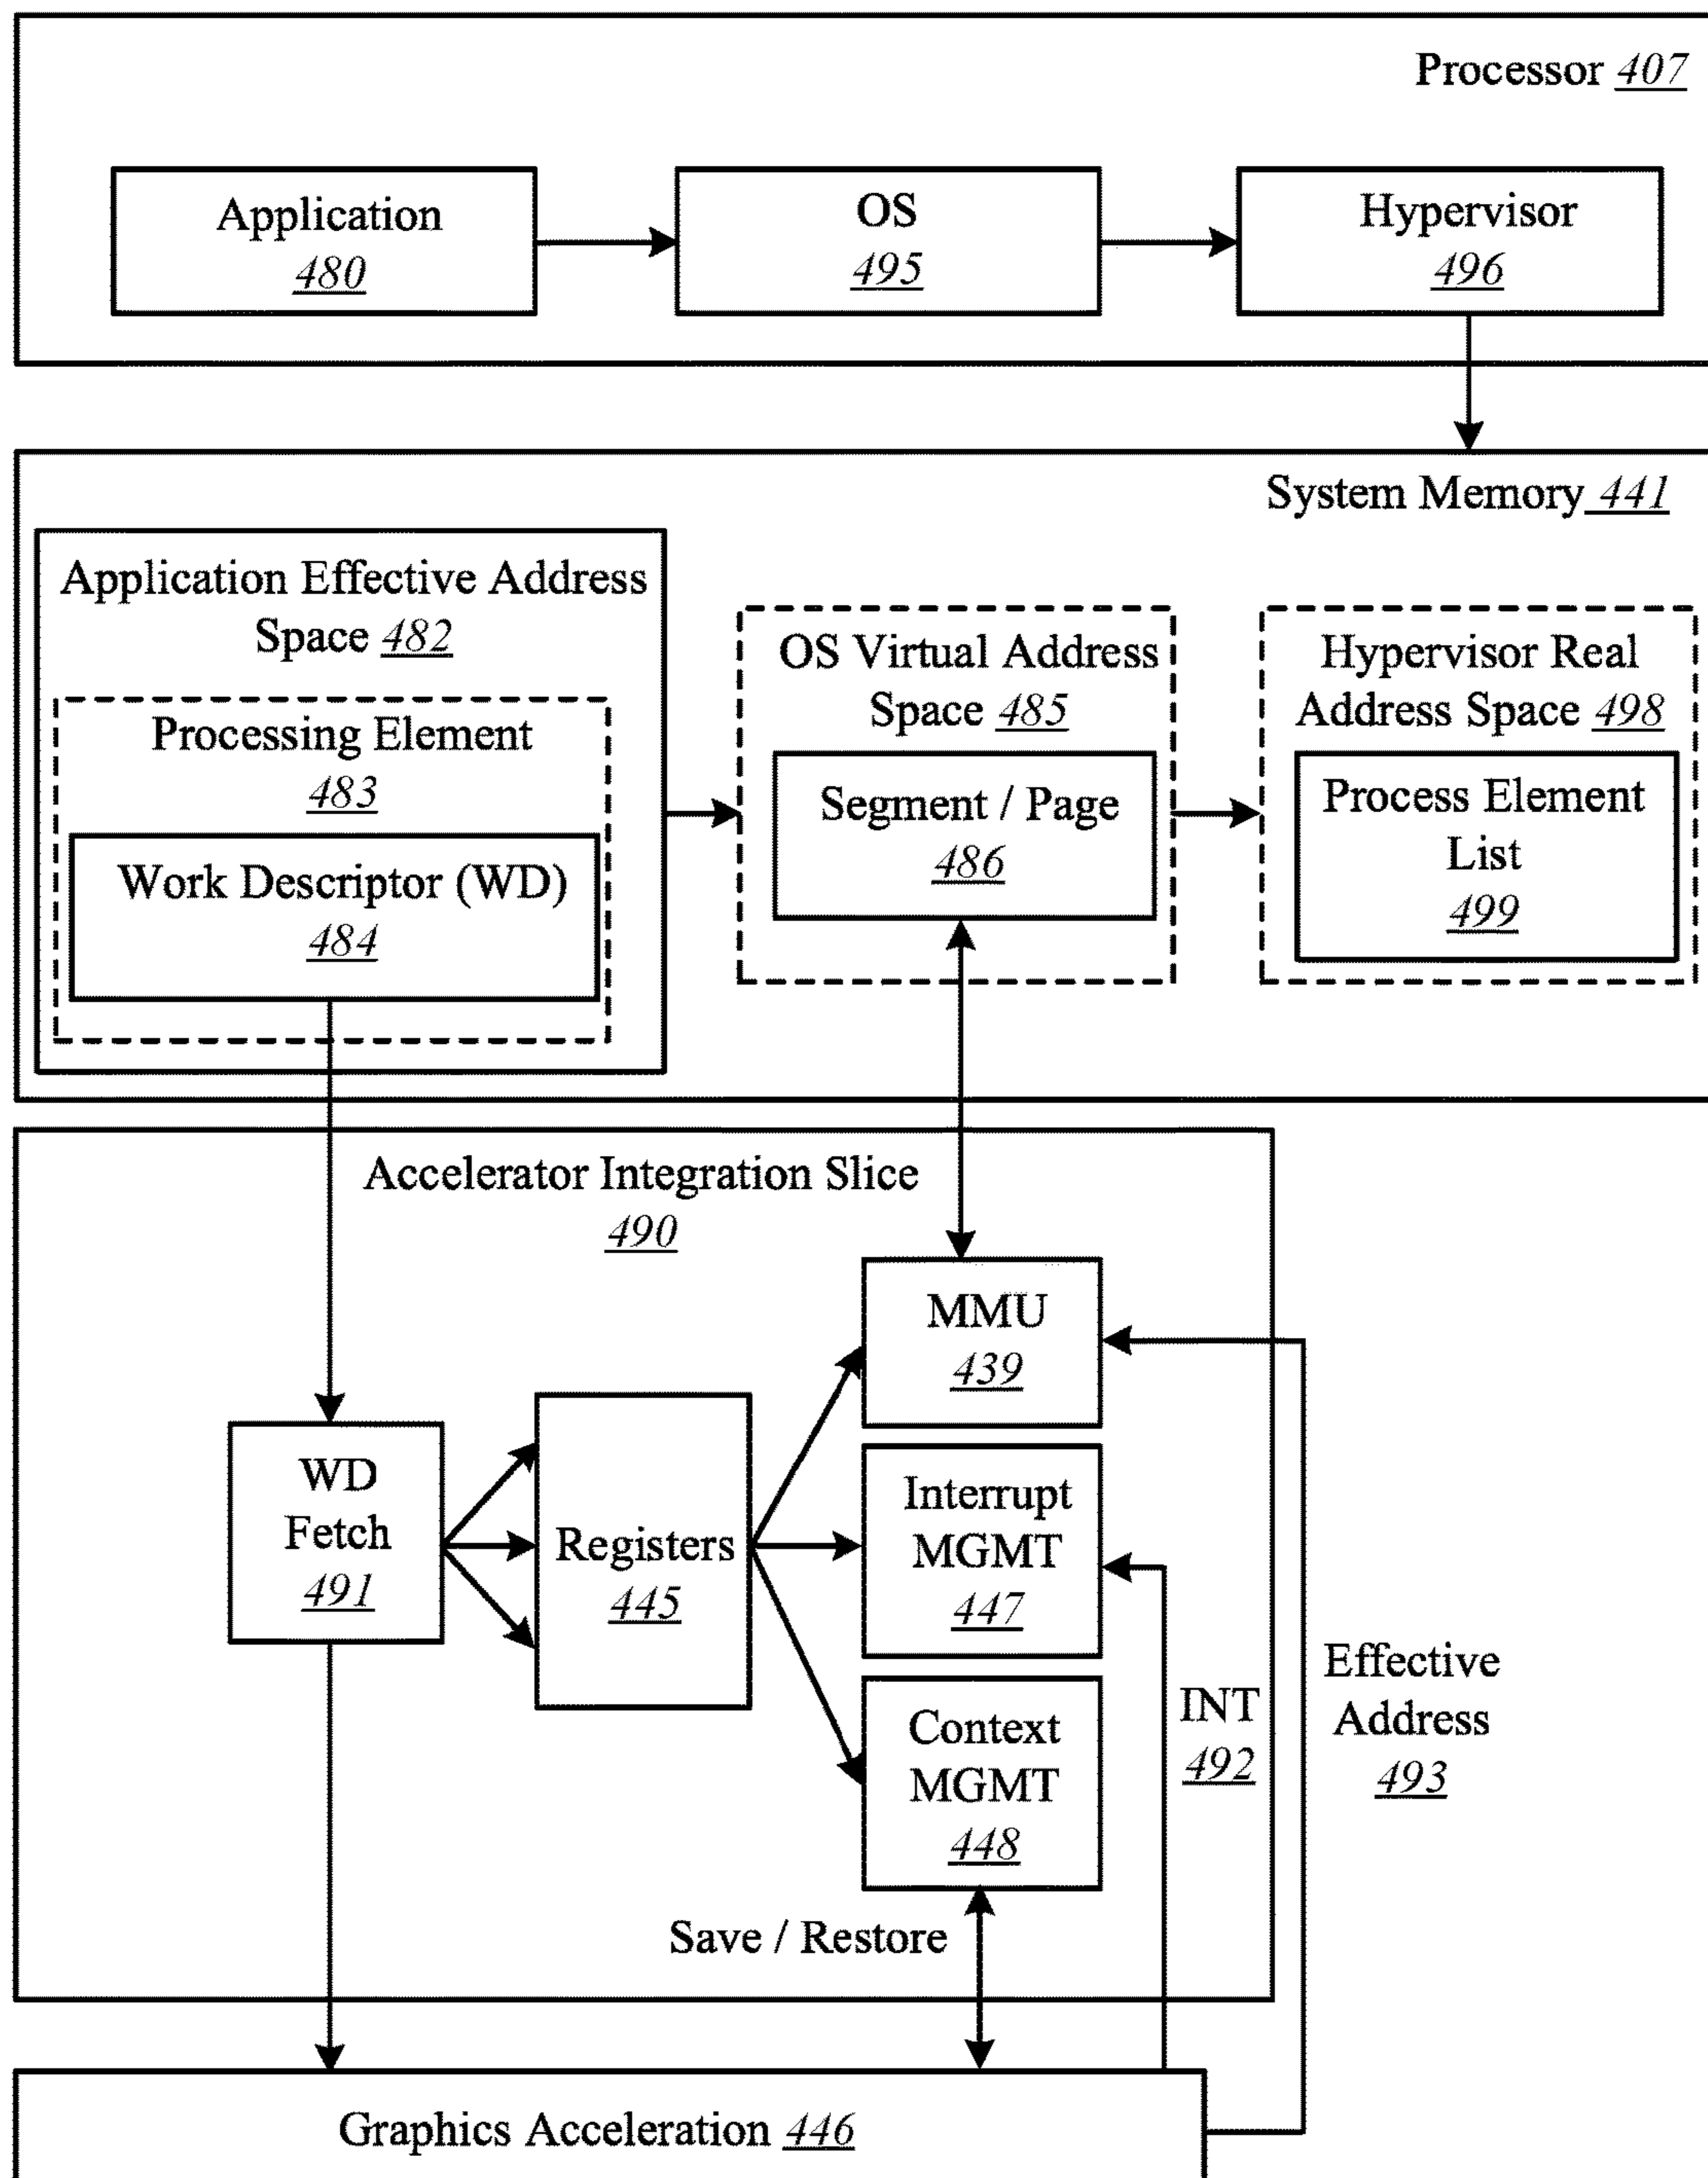 Processor 407
Application
480
OS
495
Hypervisor
496
System Memory 441
Application Effective Address
Space 482
Processing Element
483
Work Descriptor (WD)
484
OS Virtual Address
Space 485
Segment / Page
486
Hypervisor Real
Address Space 498
Process Element
List
499
Accelerator Integration Slice
490
MMU
439
WD
Fetch
491
Registers
445
Interrupt
MGMT
447
Context
MGMT
448
INT
492
Effective
Address
493
Save / Restore
Graphics Acceleration 446